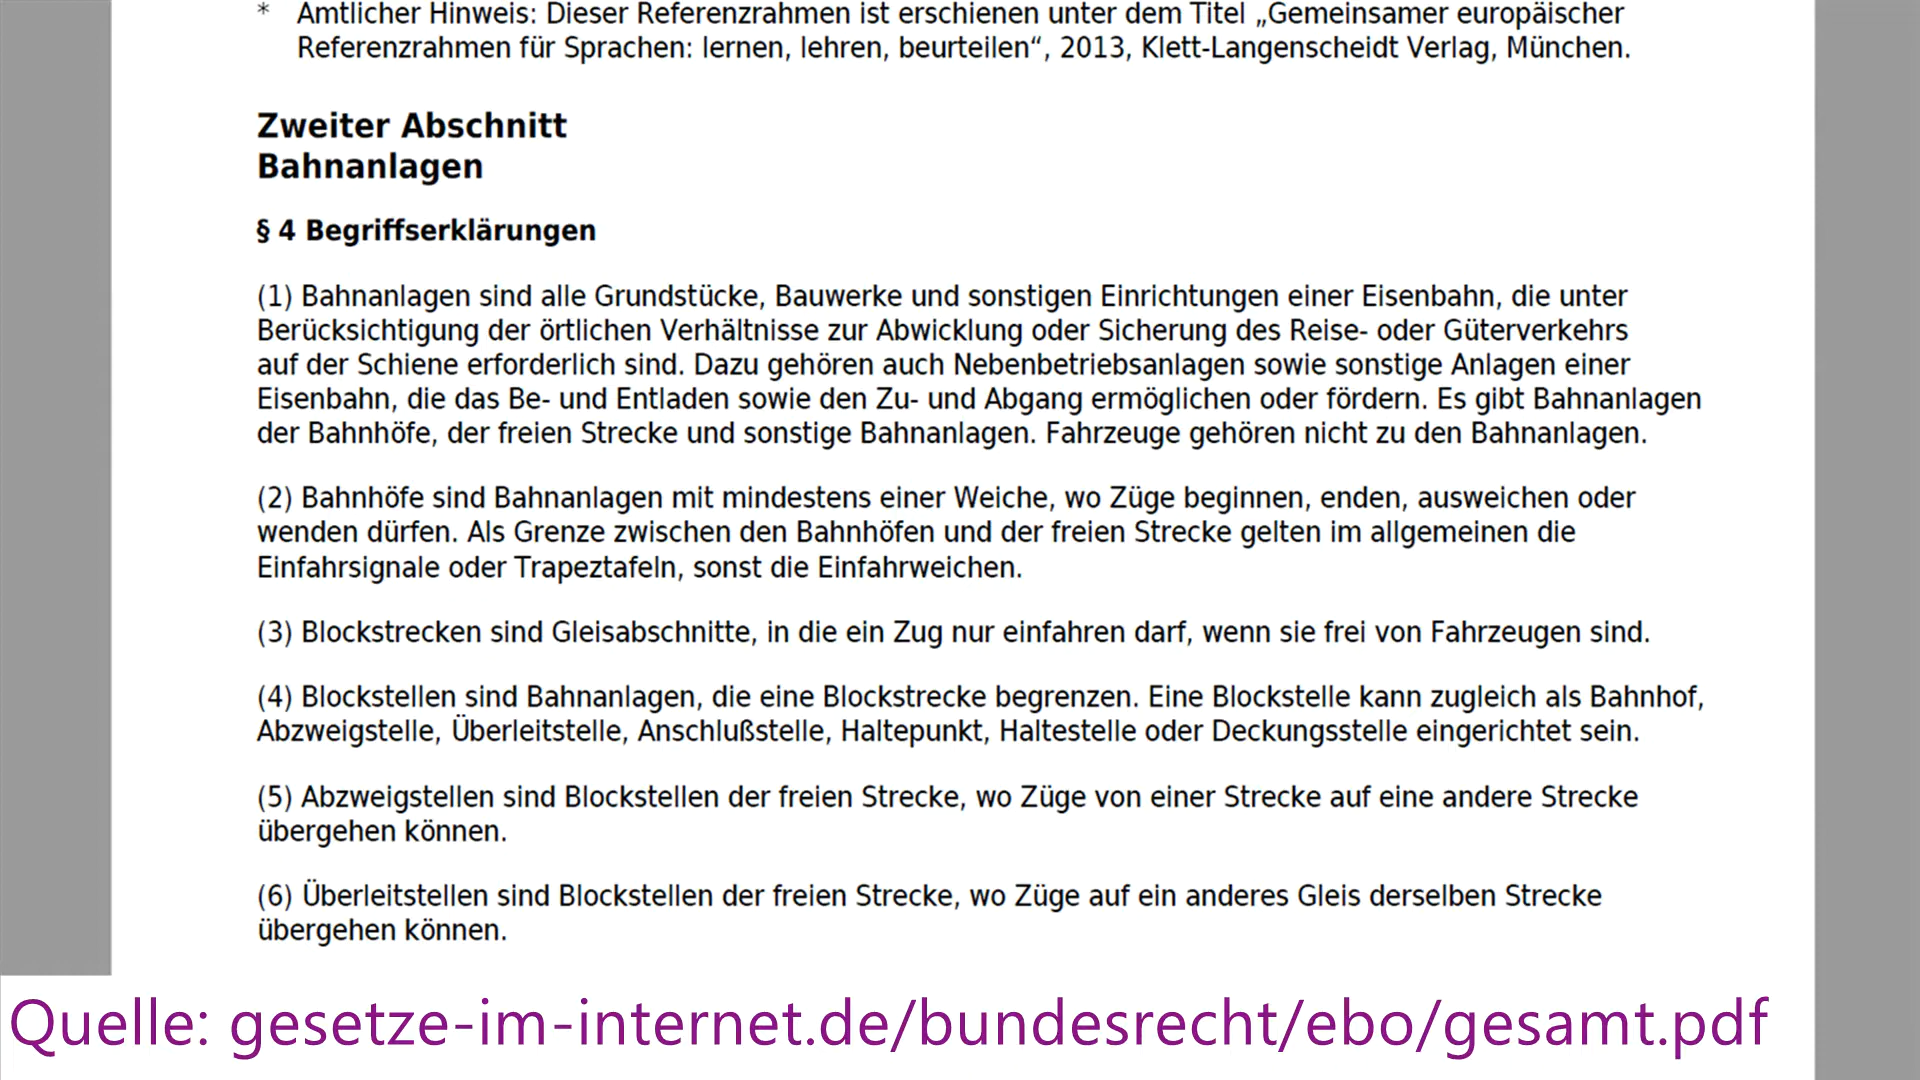 * Amtlicher Hinweis: Dieser Referenzrahmen ist erschienen unter dem Titel „Gemeinsamer europäischer
Referenzrahmen für Sprachen: lernen, lehren, beurteilen“, 2013, Klett-Langenscheidt Verlag, München.
Zweiter Abschnitt
Bahnanlagen
§ 4 Begriffserklärungen
(1) Bahnanlagen sind alle Grundstücke, Bauwerke und sonstigen Einrichtungen einer Eisenbahn, die unter
Berücksichtigung der örtlichen Verhältnisse zur Abwicklung oder Sicherung des Reise- oder Güterverkehrs
auf der Schiene erforderlich sind. Dazu gehören auch Nebenbetriebsanlagen sowie sonstige Anlagen einer
Eisenbahn, die das Be- und Entladen sowie den Zu- und Abgang ermöglichen oder fördern. Es gibt Bahnanlagen
der Bahnhöfe, der freien Strecke und sonstige Bahnanlagen. Fahrzeuge gehören nicht zu den Bahnanlagen.
(2) Bahnhöfe sind Bahnanlagen mit mindestens einer Weiche, wo Züge beginnen, enden, ausweichen oder
wenden dürfen. Als Grenze zwischen den Bahnhöfen und der freien Strecke gelten im allgemeinen die
Einfahrsignale oder Trapeztafeln, sonst die Einfahrweichen.
(3) Blockstrecken sind Gleisabschnitte, in die ein Zug nur einfahren darf, wenn sie frei von Fahrzeugen sind.
(4) Blockstellen sind Bahnanlagen, die eine Blockstrecke begrenzen. Eine Blockstelle kann zugleich als Bahnhof,
Abzweigstelle, Überleitstelle, Anschlußstelle, Haltepunkt, Haltestelle oder Deckungsstelle eingerichtet sein.
(5) Abzweigstellen sind Blockstellen der freien Strecke, wo Züge von einer Strecke auf eine andere Strecke
übergehen können.
(6) Überleitstellen sind Blockstellen der freien Strecke, wo Züge auf ein anderes Gleis derselben Strecke
übergehen können.
Quelle: gesetze-im-internet.de/bundesrecht/ebo/gesamt.pdf